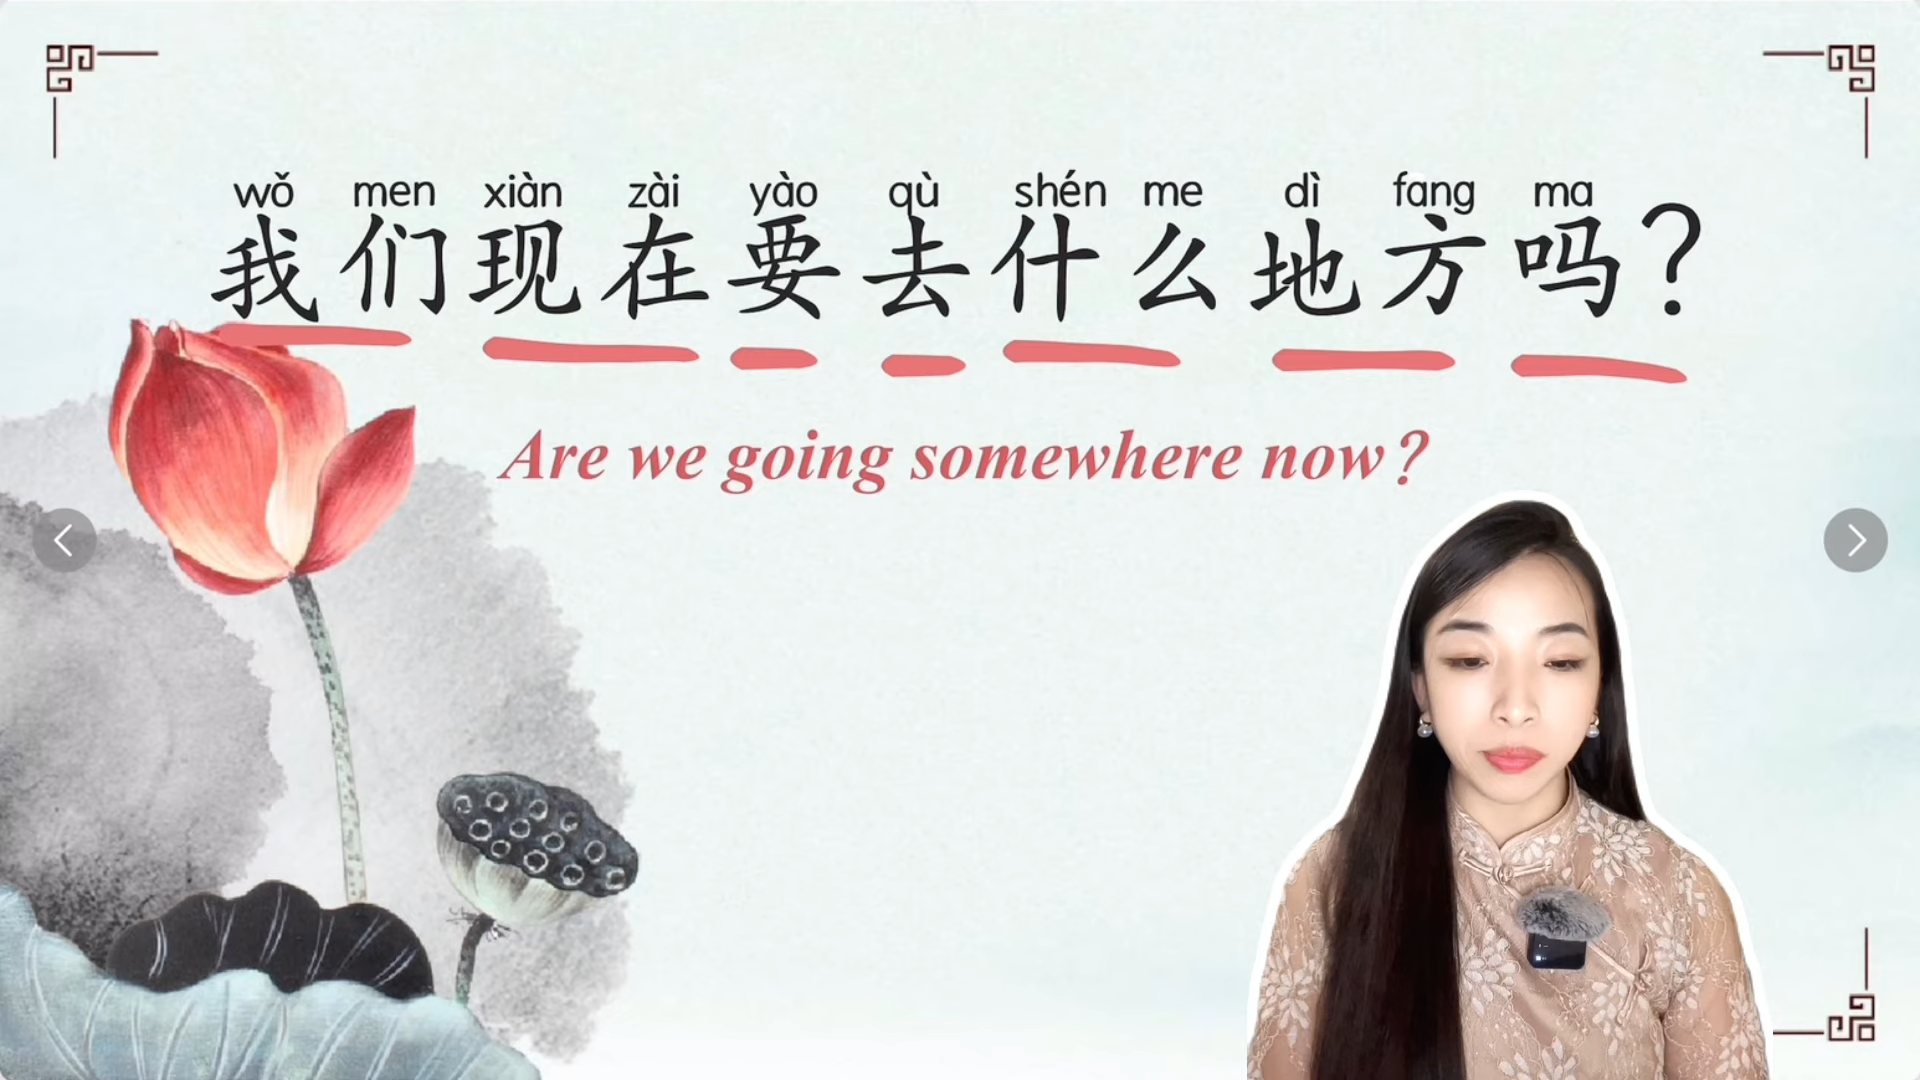 wǒ men xiàn zài yào qù shén me dì fang ma
我们现在要去什么地方吗？
Are we going somewhere now?